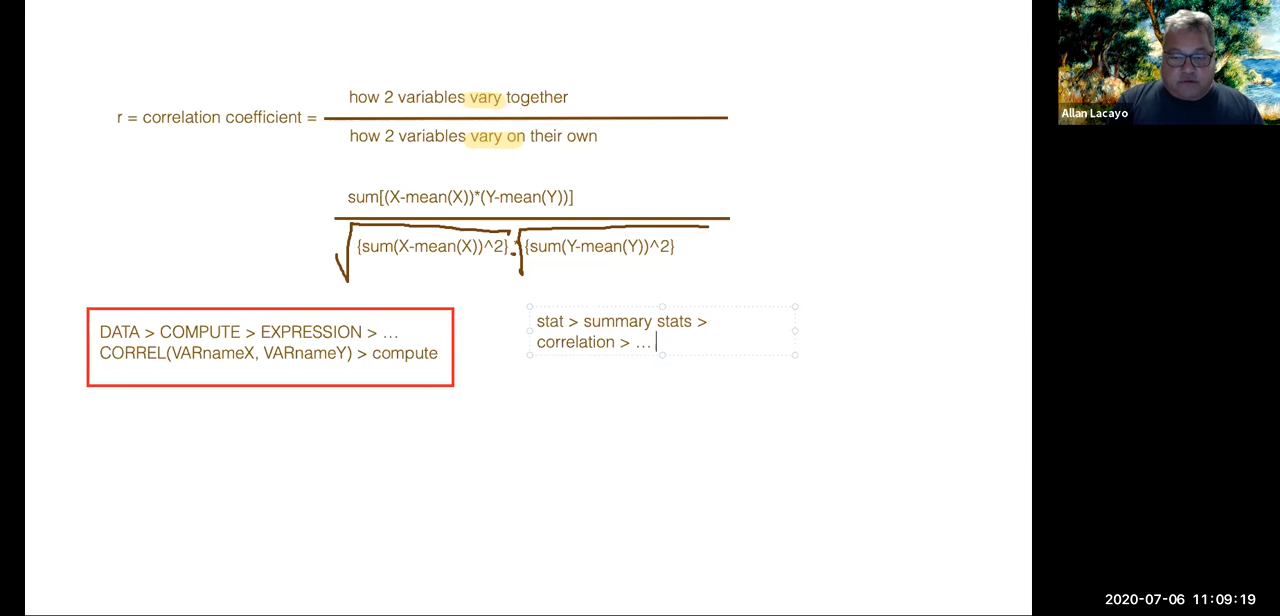 how 2 variables vary together
r = correlation coefficient =
how 2 variables vary on their own
sum[(X-mean(X))*(Y-mean(Y))]
{sum(X-mean(X))^2} * {sum(Y-mean(Y))^2}
DATA > COMPUTE > EXPRESSION > ...
CORREL(VARnameX, VARnameY) > compute
stat > summary stats >
correlation > ...
Allan Lacayo
2020-07-06 11:09:19